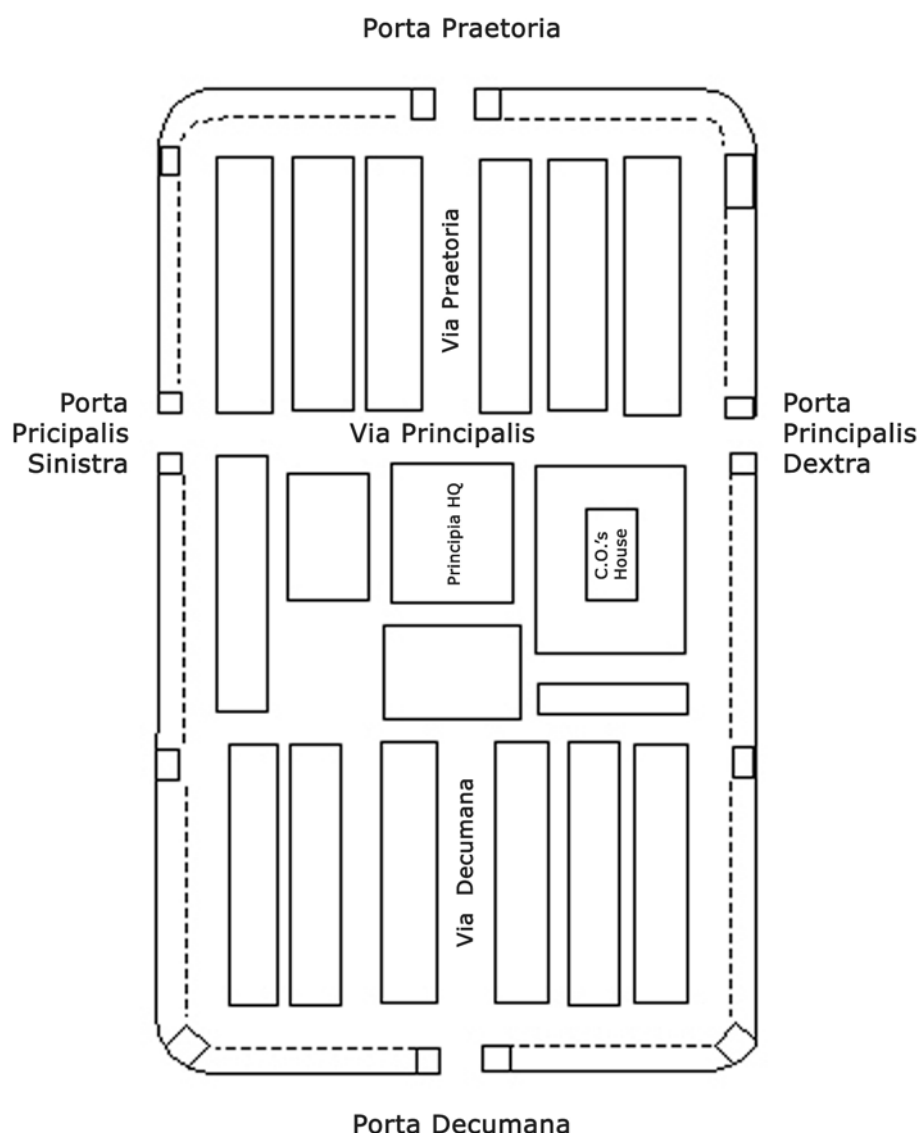 Porta Praetoria
Via Praetoria
Porta
Pricipalis
Sinistra
Via Principalis
Porta
Principalis
Dextra
Principia HQ
C.O.'s
House
Via Decumana
Porta Decumana